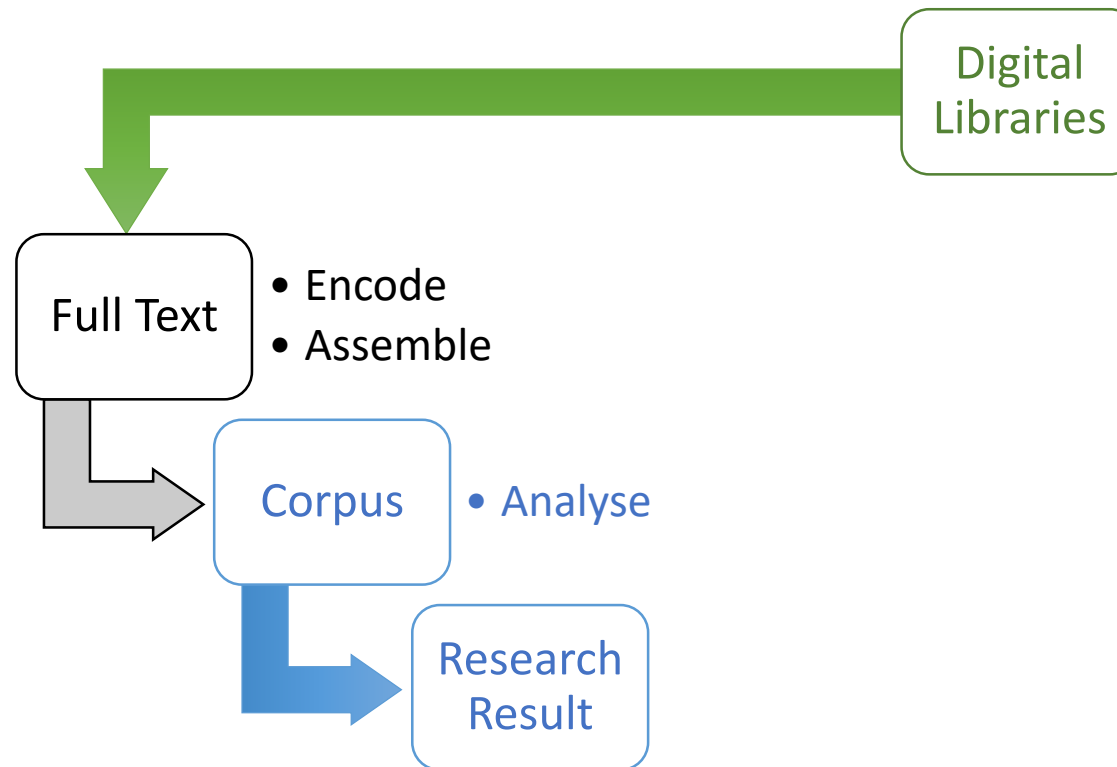 Digital
Libraries
Full Text
• Encode
• Assemble
Corpus
• Analyse
Research
Result